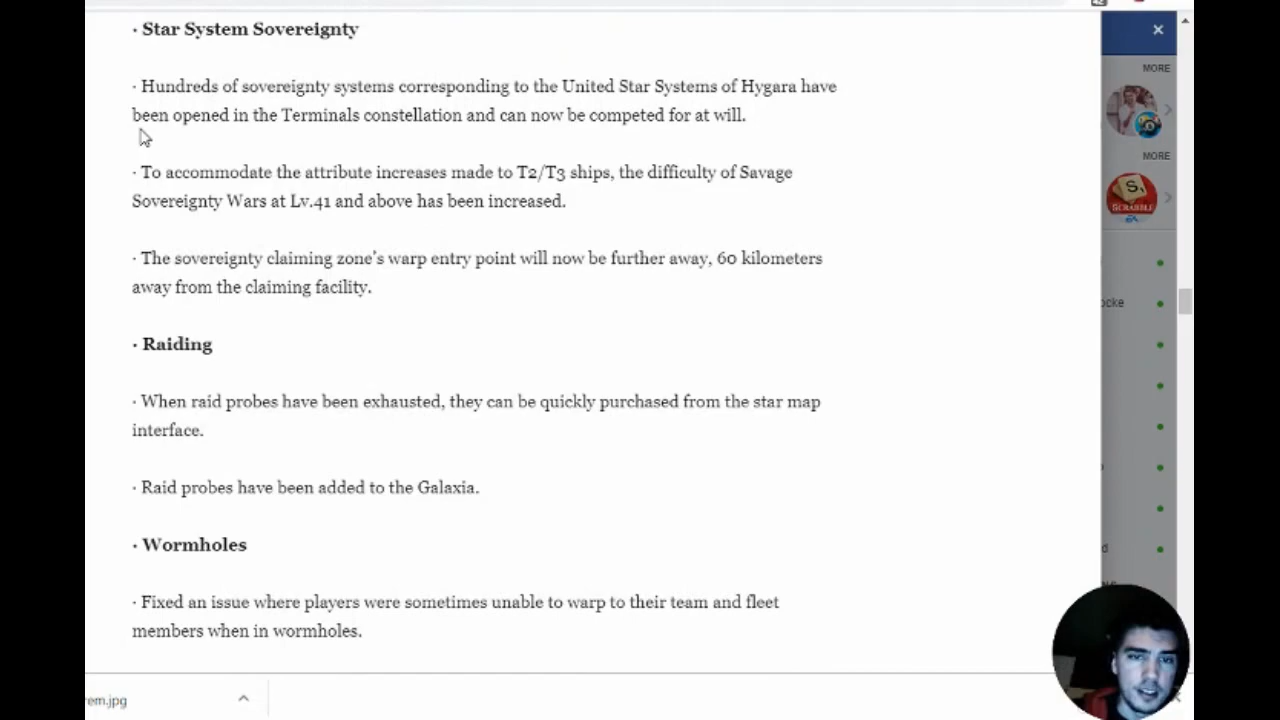 · Star System Sovereignty
MORE
· Hundreds of sovereignty systems corresponding to the United Star Systems of Hygara have
been opened in the Terminals constellation and can now be competed for at will.
MORE
· To accommodate the attribute increases made to T2/T3 ships, the difficulty of Savage
Sovereignty Wars at Lv.41 and above has been increased.
S
SCRABBLE
EA
· The sovereignty claiming zone's warp entry point will now be further away, 60 kilometers
away from the claiming facility.
ocke
· Raiding
· When raid probes have been exhausted, they can be quickly purchased from the star map
interface.
· Raid probes have been added to the Galaxia.
· Wormholes
d
· Fixed an issue where players were sometimes unable to warp to their team and fleet
members when in wormholes.
rem.jpg